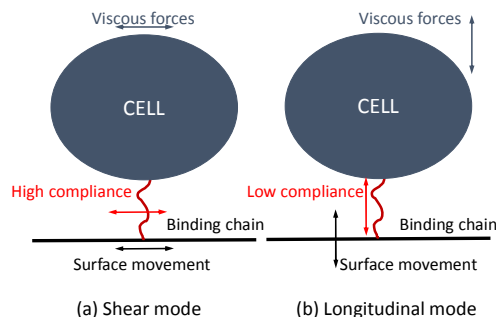 Viscous forces
CELL
High compliance
Binding chain
Surface movement
(a) Shear mode
Viscous forces
CELL
Low compliance
Binding chain
Surface movement
(b) Longitudinal mode